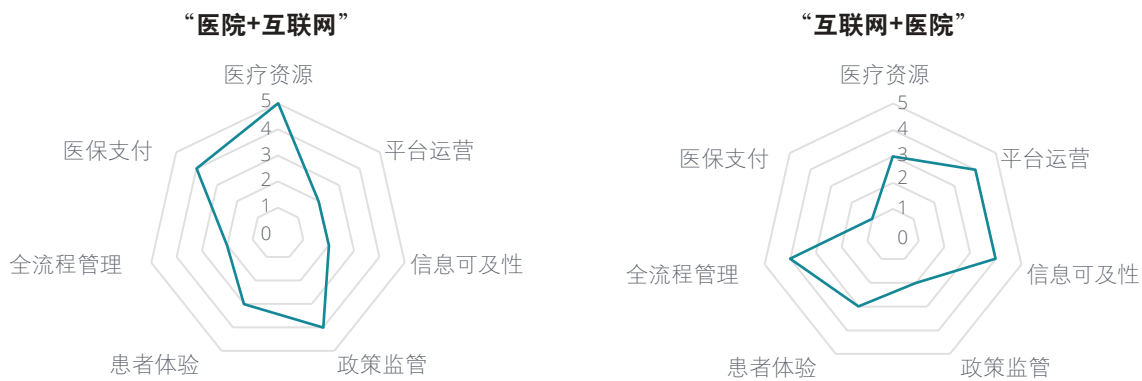 “医院+互联网”
医疗资源
5
4
3
2
1
0
平台运营
信息可及性
政策监管
患者体验
全流程管理
医保支付
“互联网+医院”
医疗资源
5
4
3
2
1
0
平台运营
信息可及性
政策监管
患者体验
全流程管理
医保支付